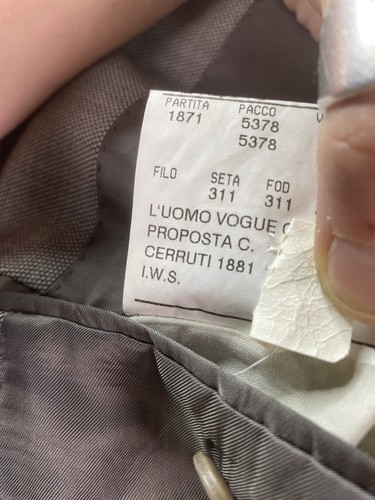 PARTITA PACCO
1871 5378
5378
FILO SETA FOD
311 311
L'UOMO VOGUE
PROPOSTA C.
CERRUTI 1881
I.W.S.